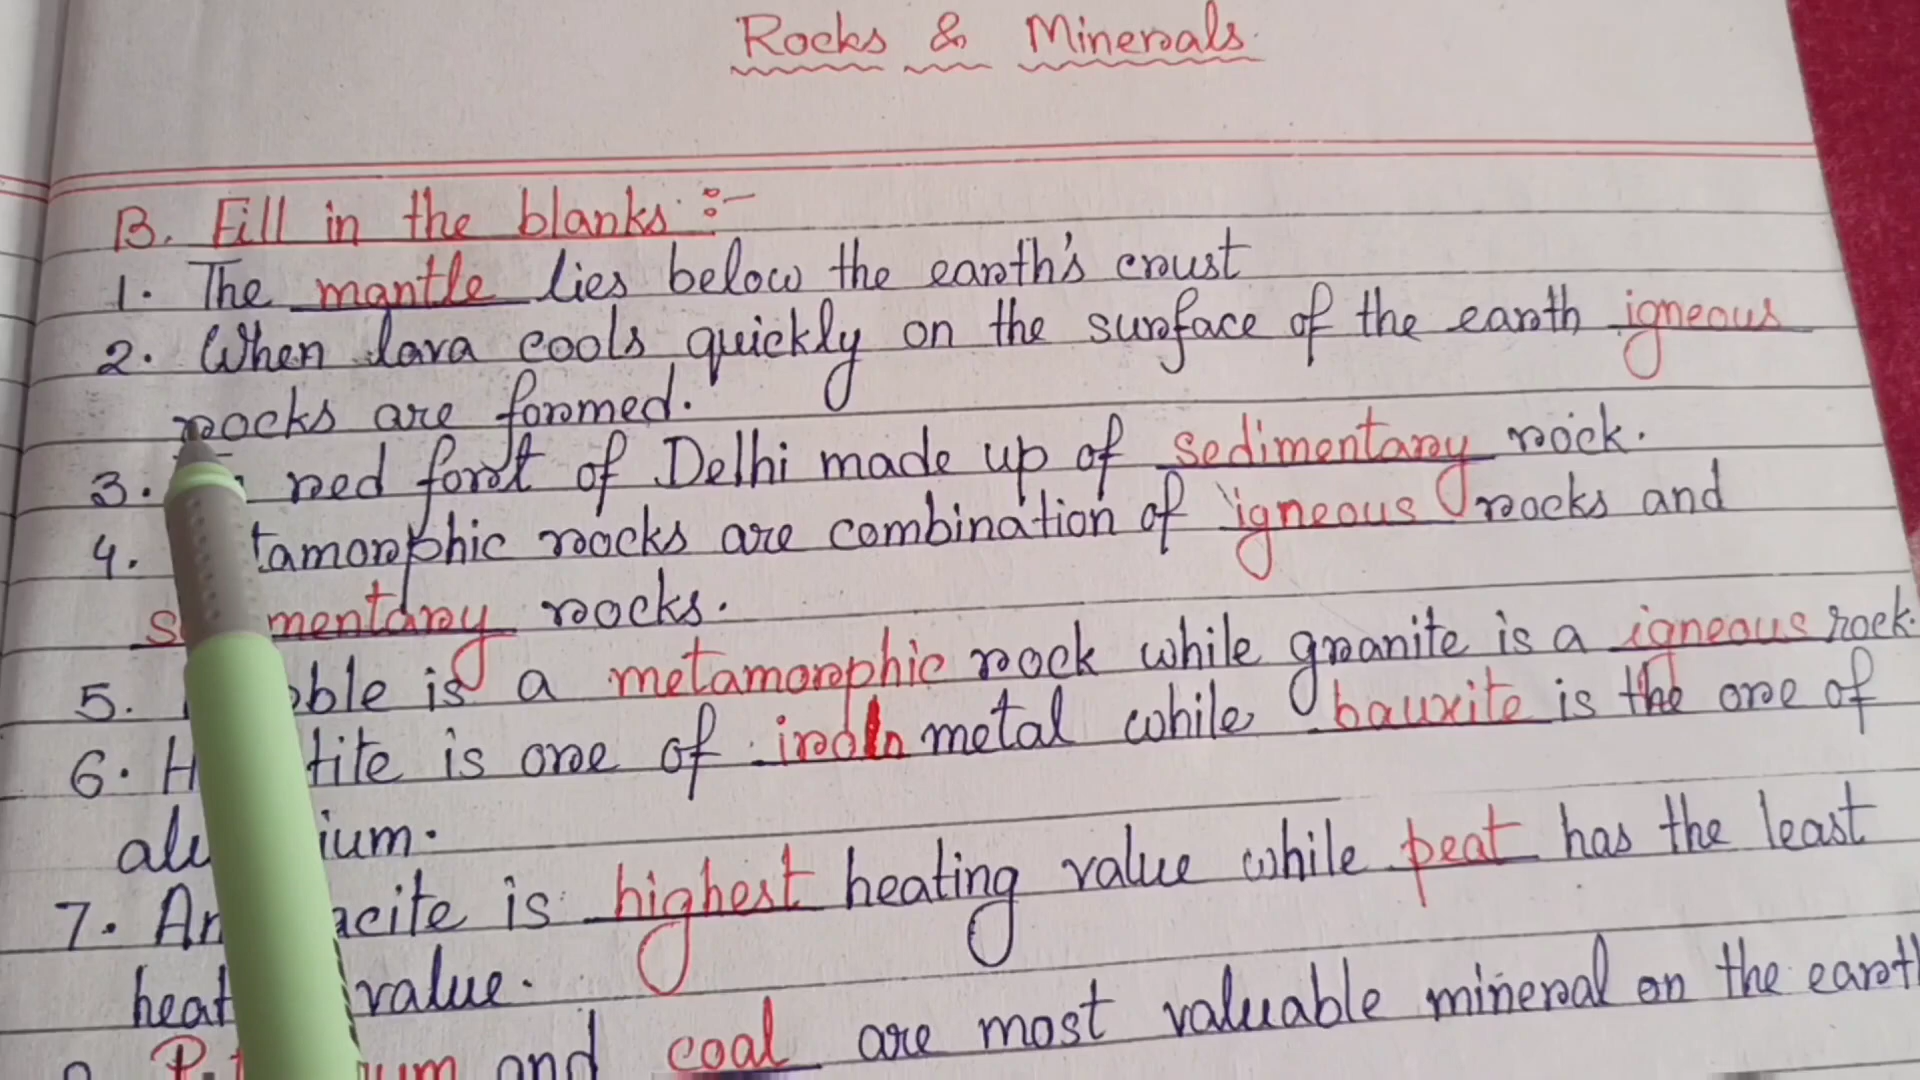 Rocks & Minerals
B. Fill in the blanks :-
1. The mantle lies below the earth's crust
2. When lava cools quickly on the surface of the earth igneous
rocks are formed.
3. red fort of Delhi made up of sedimentary rock.
4. tamorphic rocks are combination of igneous rocks and
mentary rocks.
5. ble is a metamorphic rock while granite is a igneous rock.
6. H tite is ore of iron metal while bauxite is the ore of
alu ium.
7. An acite is highest heating value while peat has the least
heat value.
P um and coal are most valuable mineral on the earth